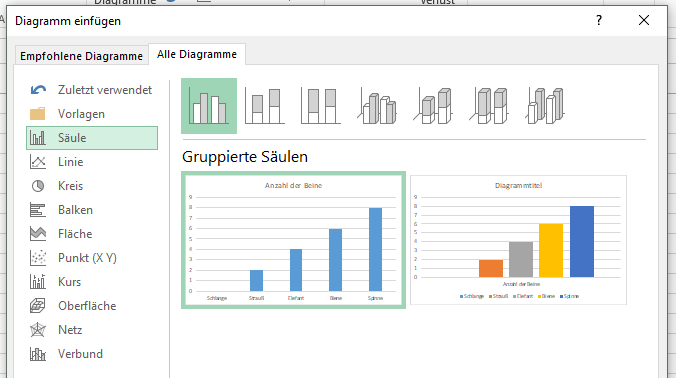 Diagramme
Verlust
Diagramm einfügen
?
Empfohlene Diagramme
Alle Diagramme
Zuletzt verwendet
Vorlagen
Säule
Linie
Kreis
Balken
Fläche
Punkt (X Y)
Kurs
Oberfläche
Netz
Verbund
Gruppierte Säulen
Anzahl der Beine
9
8
7
6
5
4
3
2
1
0
Schlange Strauß Elefant Biene Spinne
Diagrammtitel
9
8
7
6
5
4
3
2
1
0
Anzahl der Beine
Schlange Strauß Elefant Biene Spinne